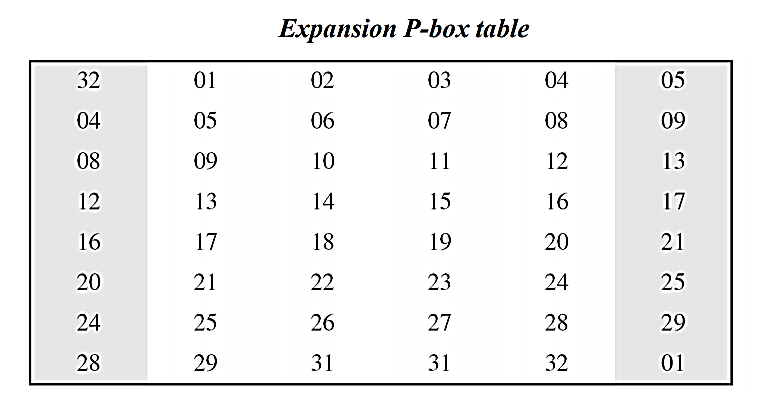 Expansion P-box table
32 01 02 03 04 05
04 05 06 07 08 09
08 09 10 11 12 13
12 13 14 15 16 17
16 17 18 19 20 21
20 21 22 23 24 25
24 25 26 27 28 29
28 29 31 31 32 01